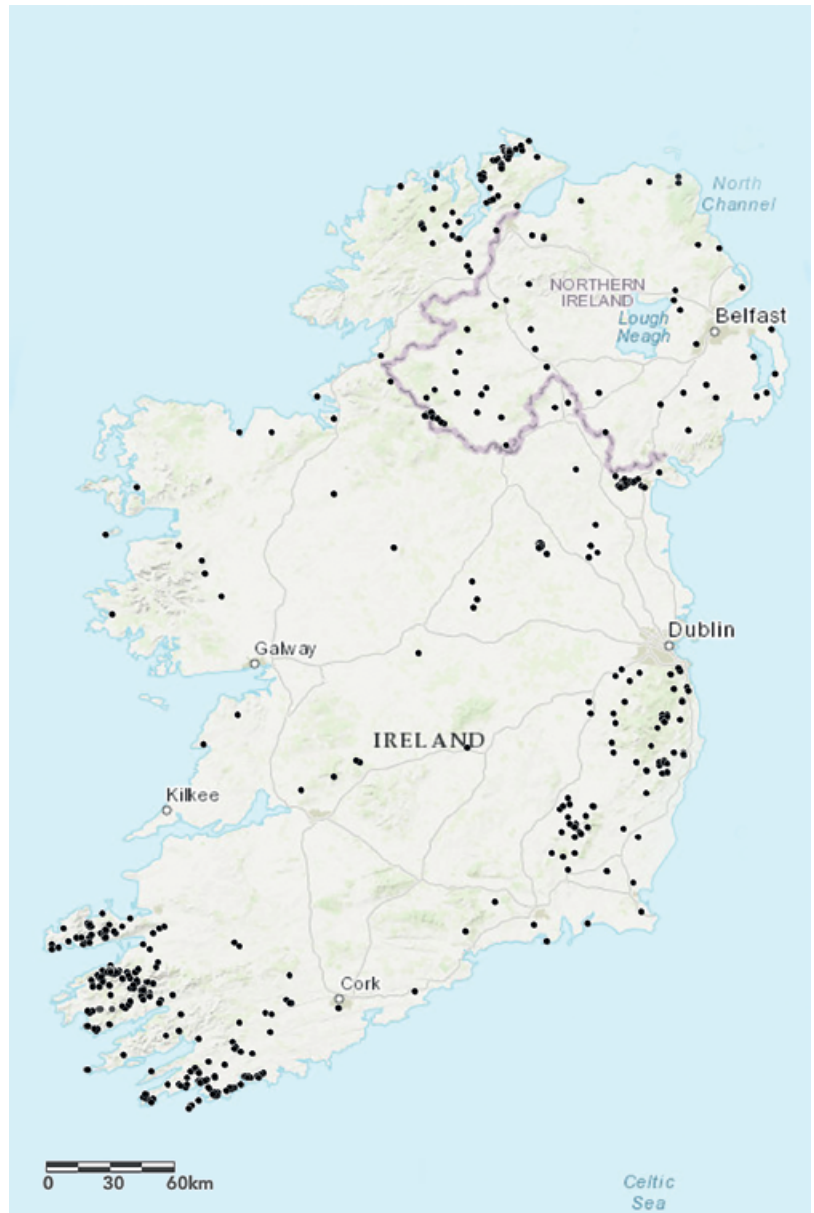 North
Channel
NORTHERN
IRELAND
Lough
Neagh
Belfast
Dublin
Galway
IRELAND
Kilkee
Cork
0 30 60km
Celtic
Sea